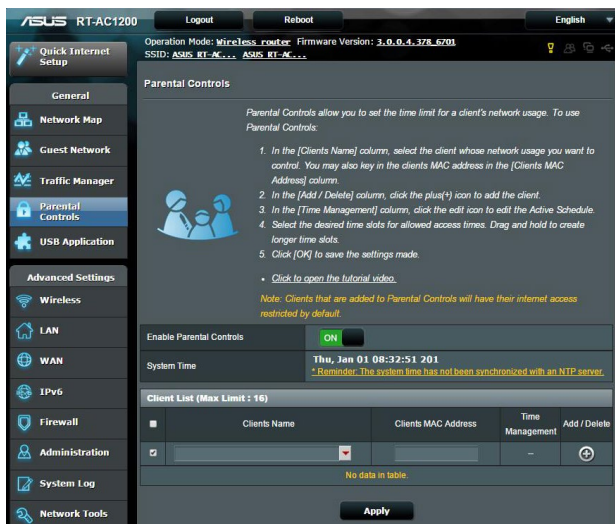 ASUS RT-AC1200 Logout Reboot English
Operation Mode: Wireless router Firmware Version: 3.0.0.4.378_6701
SSID: ASUS RT-AC... ASUS RT-AC...
Quick Internet
Setup
General
Network Map
Guest Network
Traffic Manager
Parental
Controls
USB Application
Advanced Settings
Wireless
LAN
WAN
IPv6
Firewall
Administration
System Log
Network Tools
Parental Controls
Parental Controls allow you to set the time limit for a client's network usage. To use
Parental Controls:
1. In the [Clients Name] column, select the client whose network usage you want to
control. You may also key in the clients MAC address in the [Clients MAC
Address] column.
2. In the [Add / Delete] column, click the plus(+) icon to add the client.
3. In the [Time Management] column, click the edit icon to edit the Active Schedule.
4. Select the desired time slots for allowed access times. Drag and hold to create
longer time slots.
5. Click [OK] to save the settings made.
• Click to open the tutorial video.
Note: Clients that are added to Parental Controls will have their internet access
restricted by default.
Enable Parental Controls ON
System Time Thu, Jan 01 08:32:51 201
* Reminder: The system time has not been synchronized with an NTP server.
Client List (Max Limit : 16)
Clients Name Clients MAC Address Time
Management Add / Delete
–
No data in table.
Apply